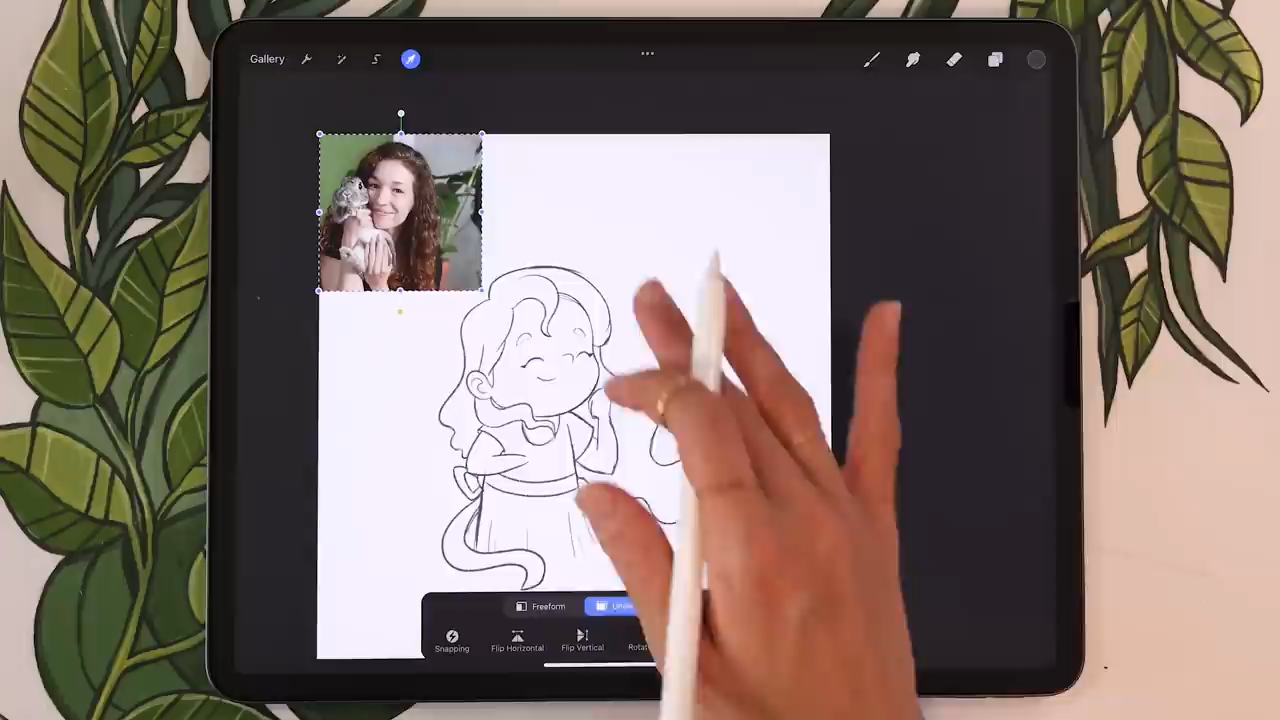 Gallery
Freeform
Snapping
Flip Horizontal
Flip Vertical